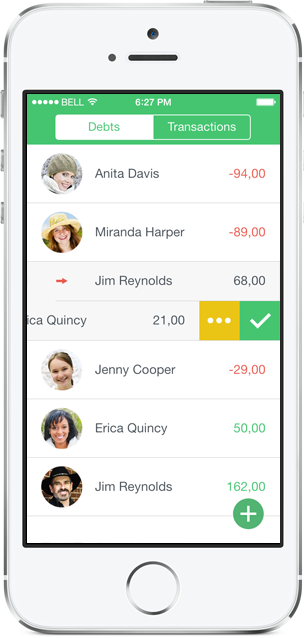 BELL 6:27 PM
Debts Transactions
Anita Davis -94,00
Miranda Harper -89,00
Jim Reynolds 68,00
ica Quincy 21,00
Jenny Cooper -29,00
Erica Quincy 50,00
Jim Reynolds 162,00